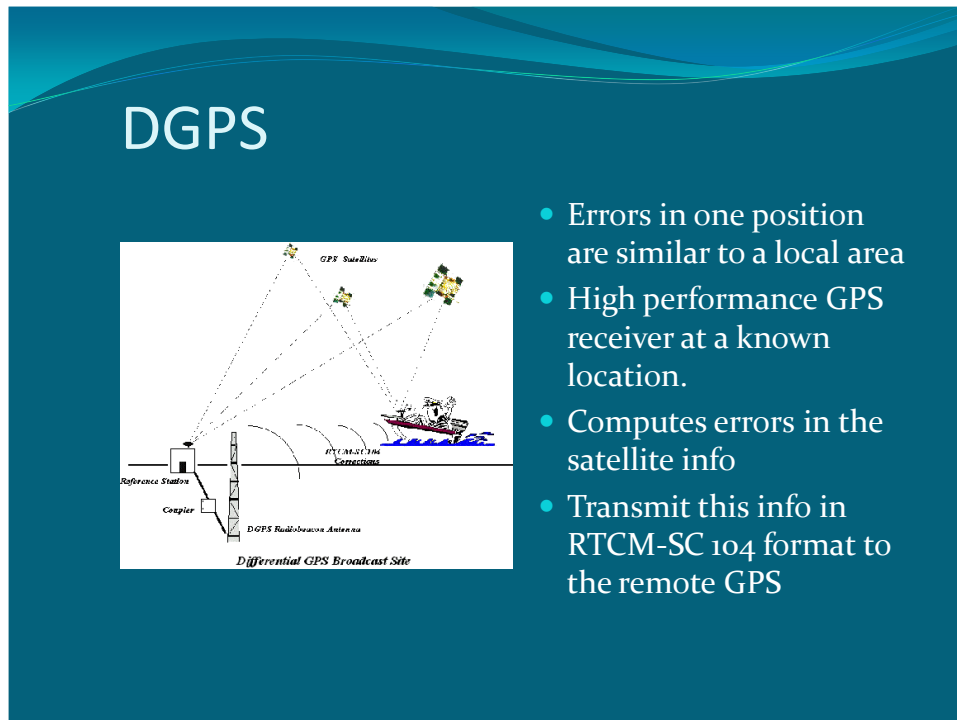 DGPS
GPS Satellites
RTCM-SC104
Corrections
Reference Station
Coupler
DGPS Radiobeacon Antenna
Differential GPS Broadcast Site
• Errors in one position
are similar to a local area
• High performance GPS
receiver at a known
location.
• Computes errors in the
satellite info
• Transmit this info in
RTCM-SC 104 format to
the remote GPS